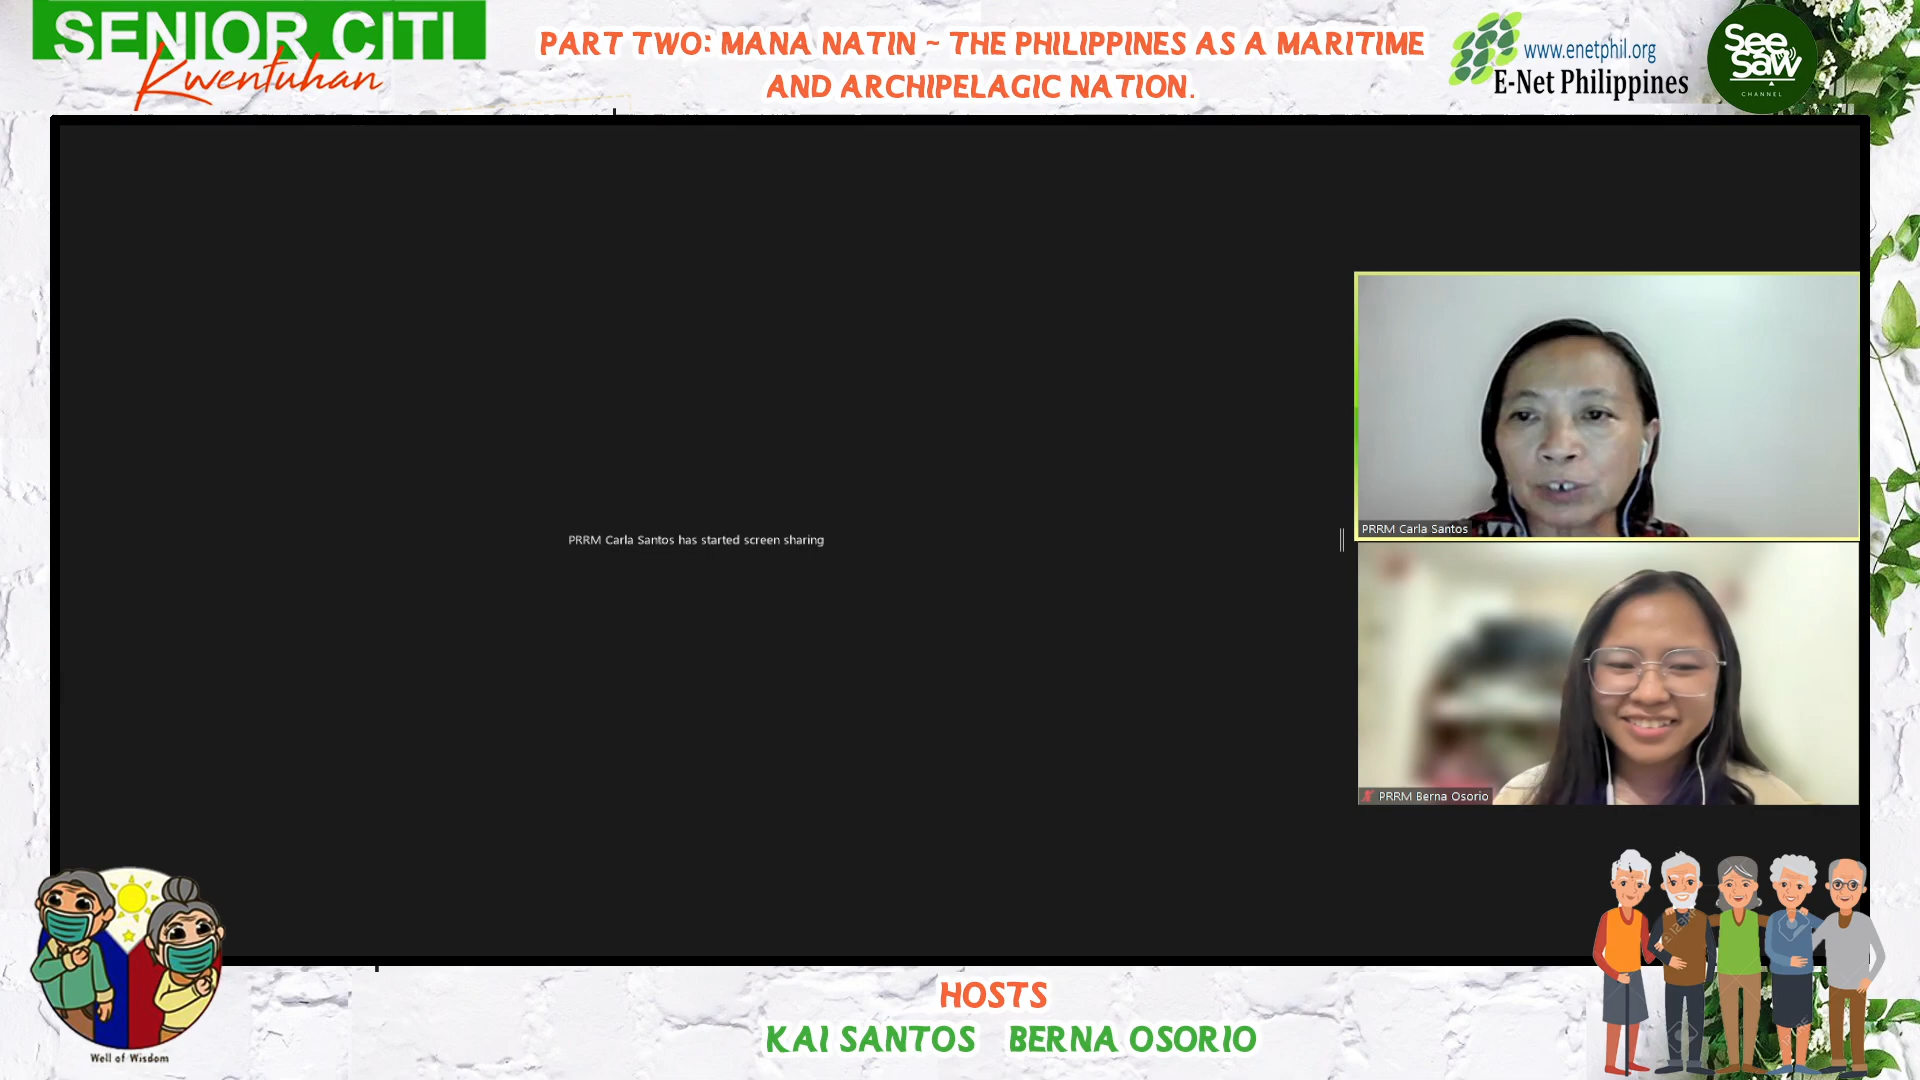 SENIOR CITI
Kwentuhan
PART TWO: MANA NATIN ~ THE PHILIPPINES AS A MARITIME
AND ARCHIPELAGIC NATION.
www.enetphil.org
E-Net Philippines
See
Saw
CHANNEL
PRRM Carla Santos has started screen sharing
PRRM Carla Santos
PRRM Berna Osorio
Well of Wisdom
HOSTS
KAI SANTOS BERNA OSORIO